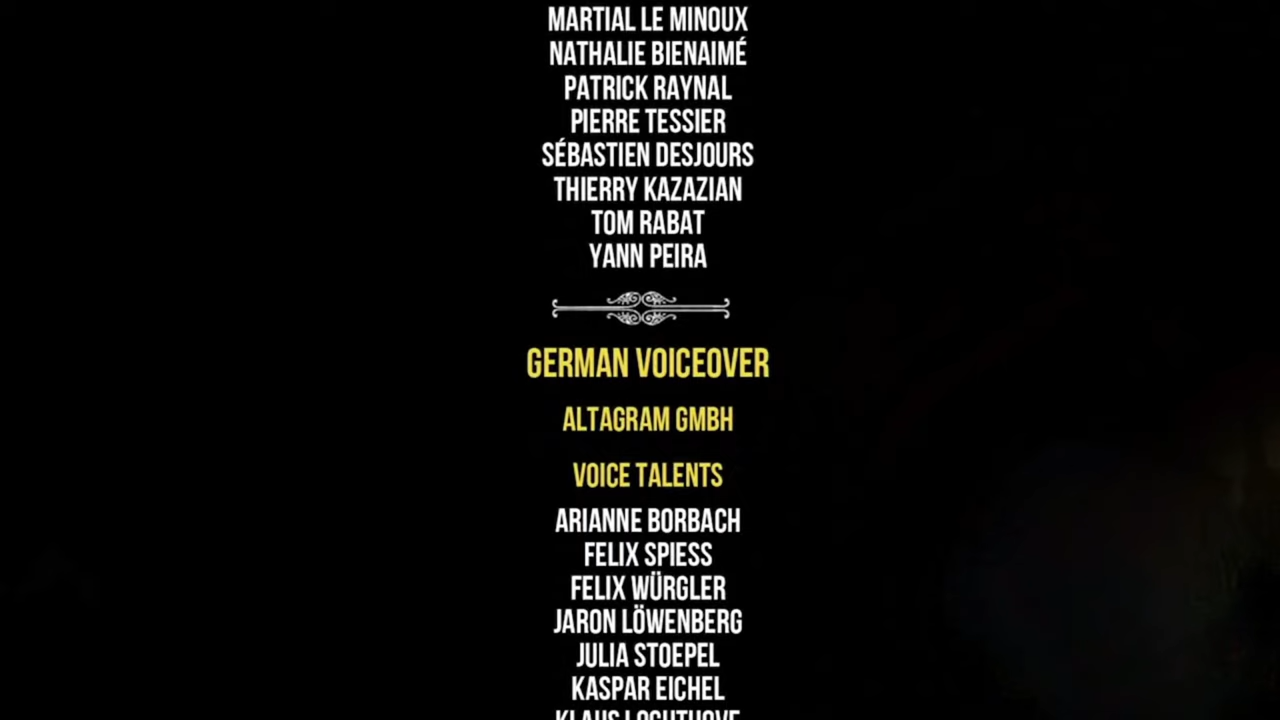 MARTIAL LE MINOUX
NATHALIE BIENAIMÉ
PATRICK RAYNAL
PIERRE TESSIER
SÉBASTIEN DESJOURS
THIERRY KAZAZIAN
TOM RABAT
YANN PEIRA
GERMAN VOICEOVER
ALTAGRAM GMBH
VOICE TALENTS
ARIANNE BORBACH
FELIX SPIESS
FELIX WÜRGLER
JARON LÖWENBERG
JULIA STOEPEL
KASPAR EICHEL
KLAUS